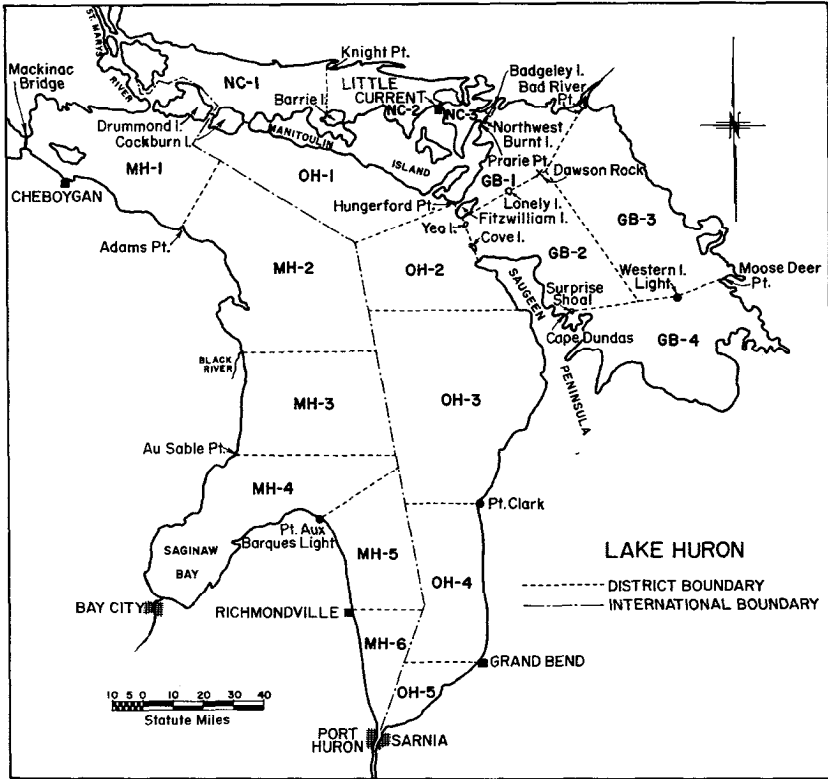 ST. MARYS
RIVER
Mackinac
Bridge
NC-1
Knight Pt.
LITTLE
CURRENT
Badgeley I.
Bad River
Pt.
Barrie I.
NC-2
NC-3
Drummond I.
Cockburn I.
MANITOULIN
ISLAND
Northwest
Burnt I.
Prarie Pt.
Dawson Rock
MH-1
OH-1
GB-1
CHEBOYGAN
Hungerford Pt.
Lonely I.
Fitzwilliam I.
GB-3
Yeo I.
Cove I.
Adams Pt.
MH-2
OH-2
GB-2
Western I.
Light
Moose Deer
Pt.
SAUGEEN
PENINSULA
Surprise
Shoal
Cape Dundas
GB-4
BLACK
RIVER
MH-3
OH-3
Au Sable Pt.
MH-4
Pt. Clark
Pt. Aux
Barques Light
SAGINAW
BAY
MH-5
LAKE HURON
OH-4
DISTRICT BOUNDARY
INTERNATIONAL BOUNDARY
BAY CITY
RICHMONDVILLE
MH-6
GRAND BEND
OH-5
10 5 0 10 20 30 40
Statute Miles
PORT
HURON
SARNIA